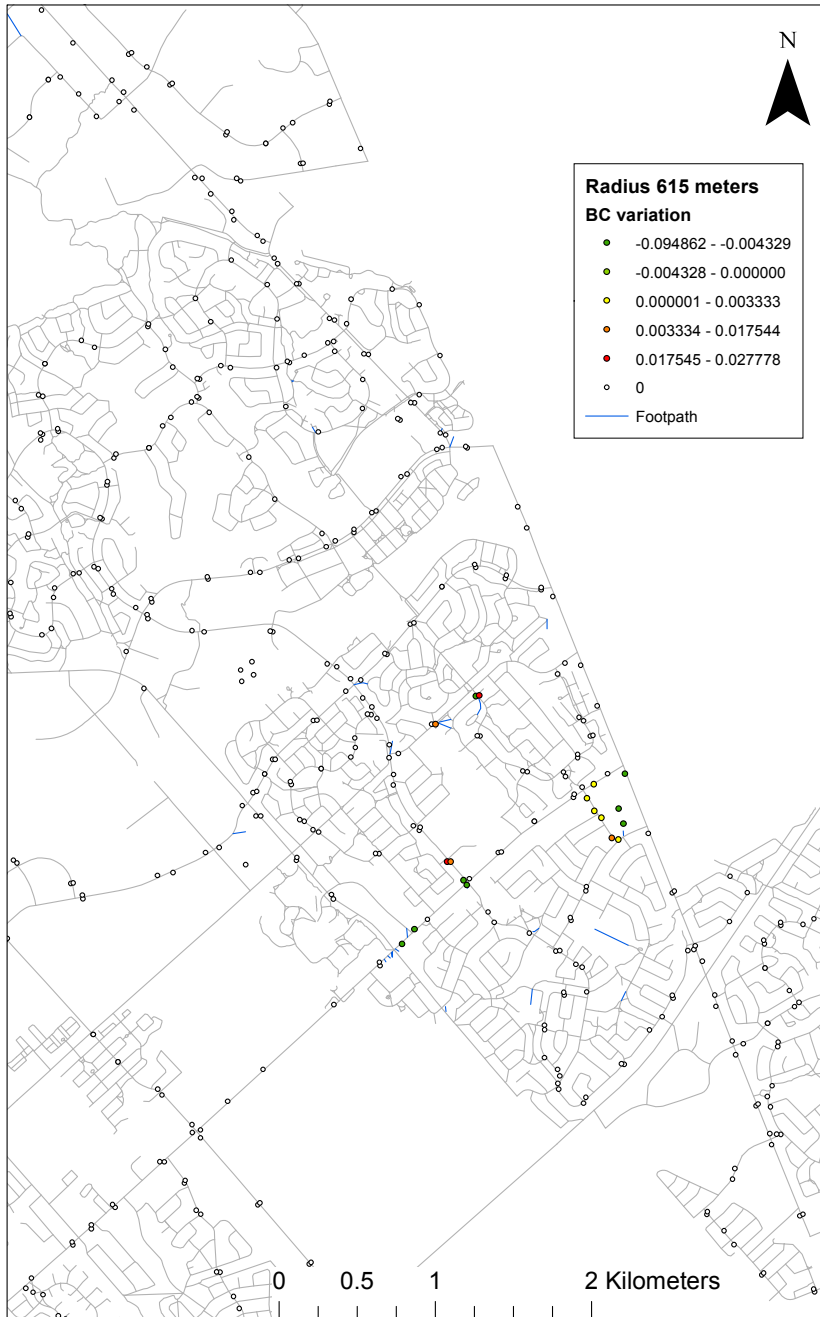 N
Radius 615 meters
BC variation
-0.094862 - -0.004329
-0.004328 - 0.000000
0.000001 - 0.003333
0.003334 - 0.017544
0.017545 - 0.027778
0
Footpath
0 0.5 1 2 Kilometers